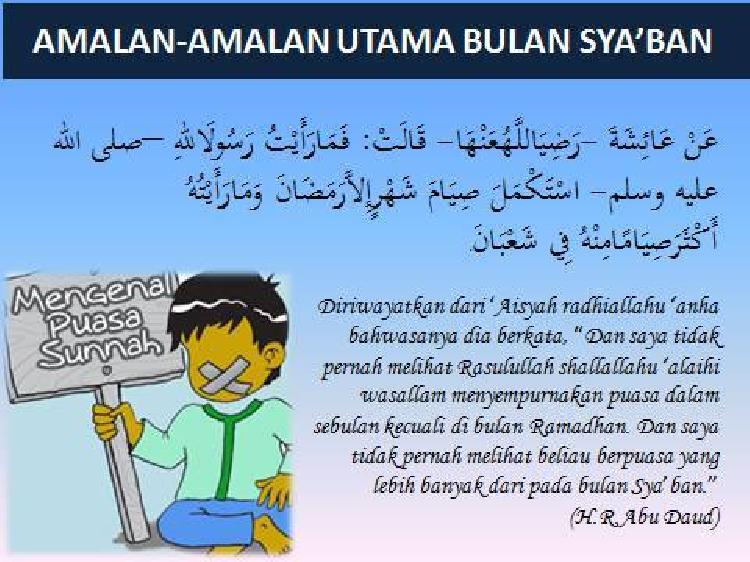 AMALAN-AMALAN UTAMA BULAN SYA'BAN
عَنْ عَائِشَةَ –رَضِيَاللَّهُعَنْهَا– قَالَتْ: فَمَارَأَيْتُ رَسُولَاللهِ –صلى الله
عليه وسلم– اسْتَكْمَلَ صِيَامَ شَهْرٍإِلاَّرَمَضَانَ وَمَارَأَيْتُهُ
أَكْثَرَصِيَامًامِنْهُ فِي شَعْبَانَ
Mengenal
Puasa
Sunnah
Diriwayatkan dari 'Aisyah radhiallahu 'anha
bahwasanya dia berkata, "Dan saya tidak
pernah melihat Rasulullah shallallahu 'alaihi
wasallam menyempurnakan puasa dalam
sebulan kecuali di bulan Ramadhan. Dan saya
tidak pernah melihat beliau berpuasa yang
lebih banyak dari pada bulan Sya'ban."
(H.R. Abu Daud)